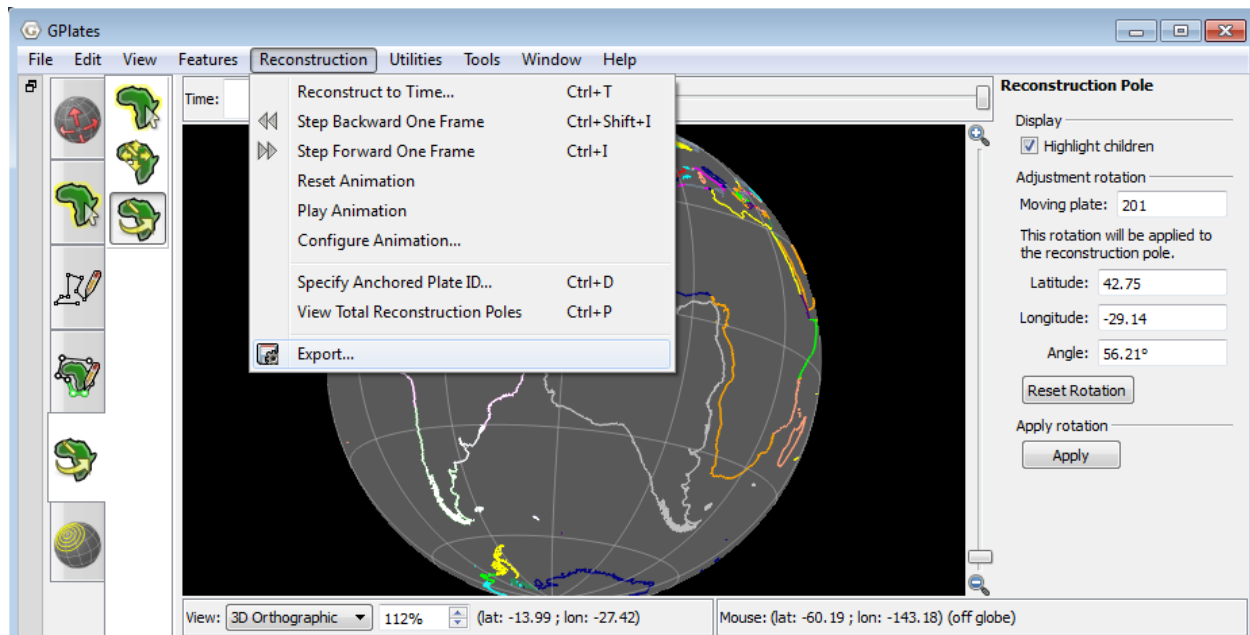 GPlates
File Edit View Features Reconstruction Utilities Tools Window Help
Time:
Reconstruct to Time... Ctrl+T
Step Backward One Frame Ctrl+Shift+I
Step Forward One Frame Ctrl+I
Reset Animation
Play Animation
Configure Animation...
Specify Anchored Plate ID... Ctrl+D
View Total Reconstruction Poles Ctrl+P
Export...
Reconstruction Pole
Display
Highlight children
Adjustment rotation
Moving plate: 201
This rotation will be applied to
the reconstruction pole.
Latitude: 42.75
Longitude: -29.14
Angle: 56.21°
Reset Rotation
Apply rotation
Apply
View: 3D Orthographic 112% (lat: -13.99 ; lon: -27.42) Mouse: (lat: -60.19 ; lon: -143.18) (off globe)